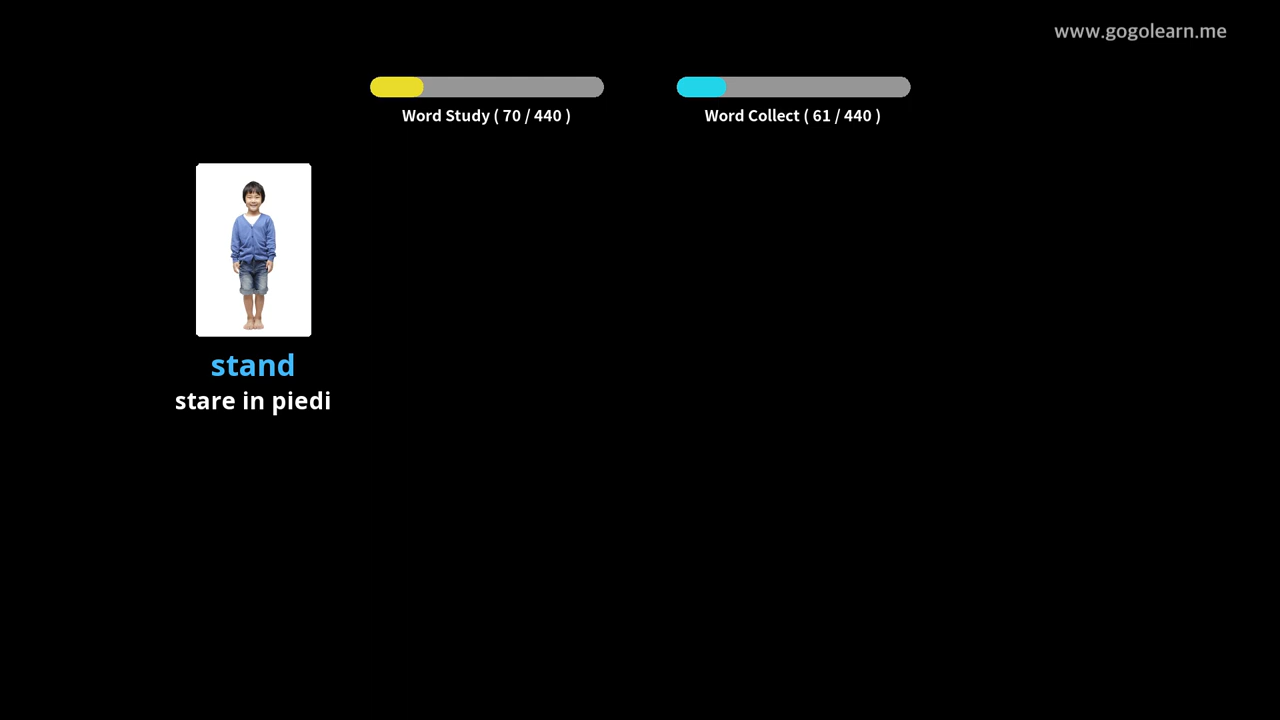 www.gogolearn.me
Word Study ( 70 / 440 )
Word Collect ( 61 / 440 )
stand
stare in piedi